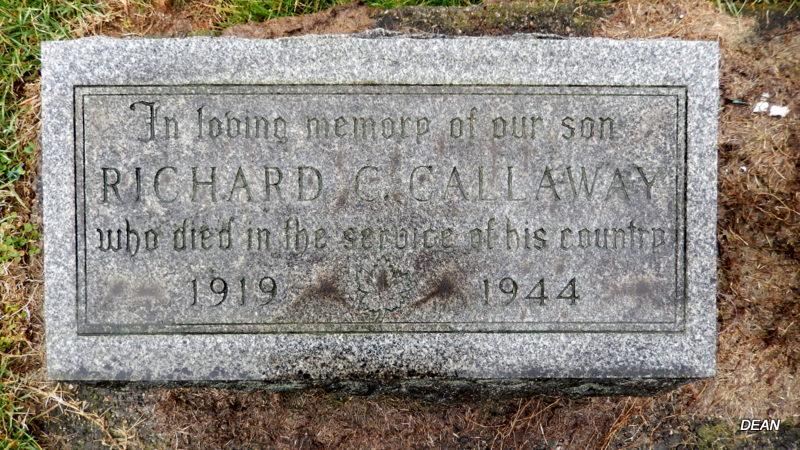 In loving memory of our son
RICHARD C. CALLAWAY
who died in the service of his country
1919 1944
DEAN